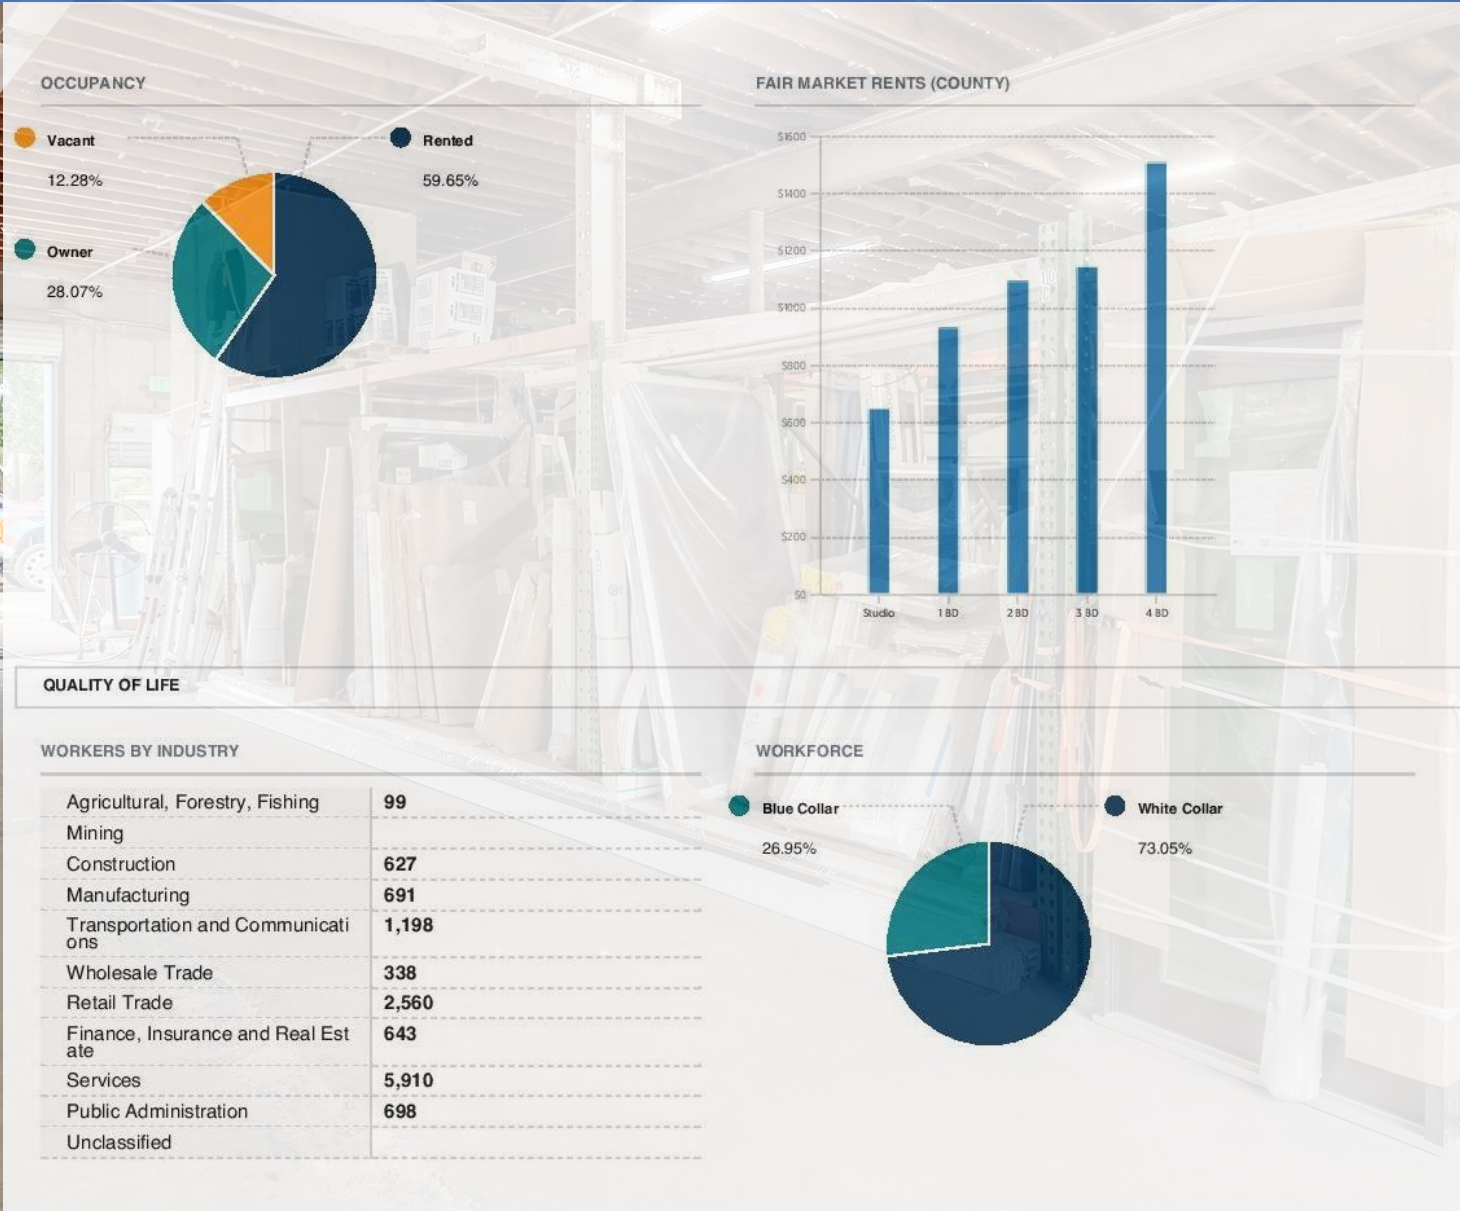 OCCUPANCY
Vacant
12.28%
Rented
59.65%
Owner
28.07%
FAIR MARKET RENTS (COUNTY)
$1600
$1400
$1200
$1000
$800
$600
$400
$200
$0
Studio
1 BD
2 BD
3 BD
4 BD
QUALITY OF LIFE
WORKERS BY INDUSTRY
Agricultural, Forestry, Fishing 99
Mining
Construction 627
Manufacturing 691
Transportation and Communicati 1,198
ons
Wholesale Trade 338
Retail Trade 2,560
Finance, Insurance and Real Est 643
ate
Services 5,910
Public Administration 698
Unclassified
WORKFORCE
Blue Collar
26.95%
White Collar
73.05%